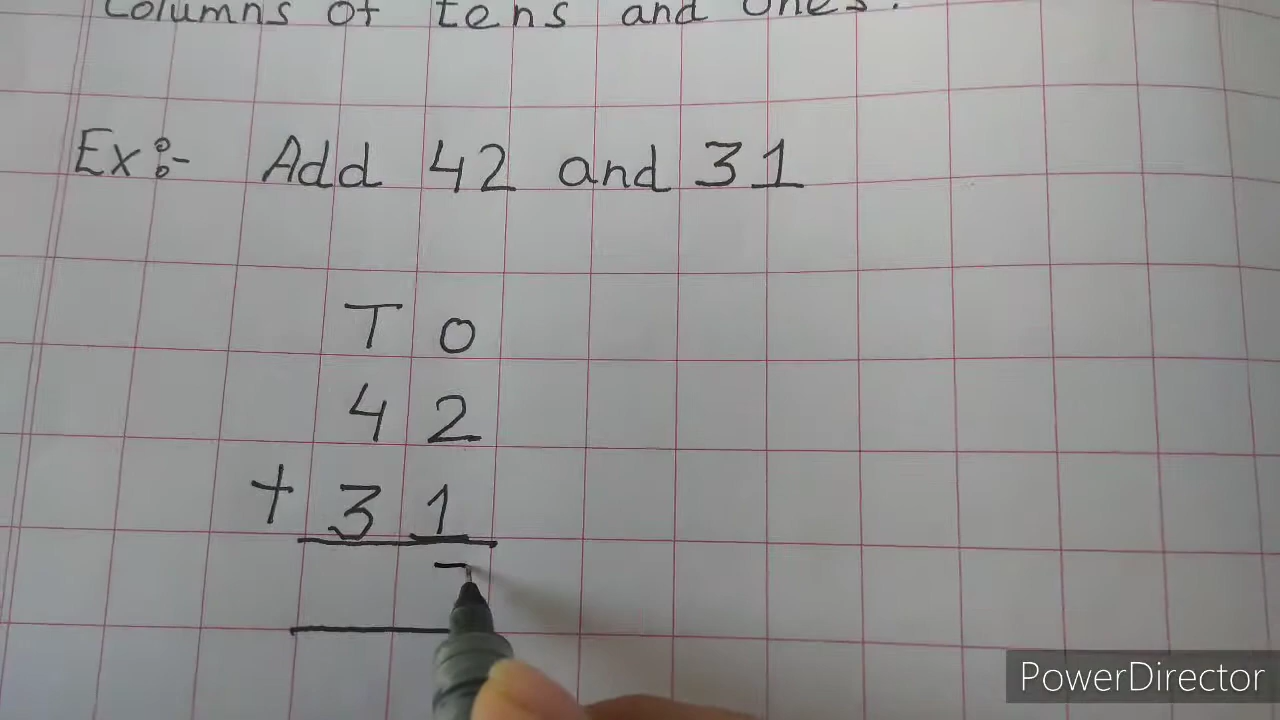 Columns of tens and ones.
Ex:- Add 42 and 31
T O
4 2
+ 3 1
PowerDirector